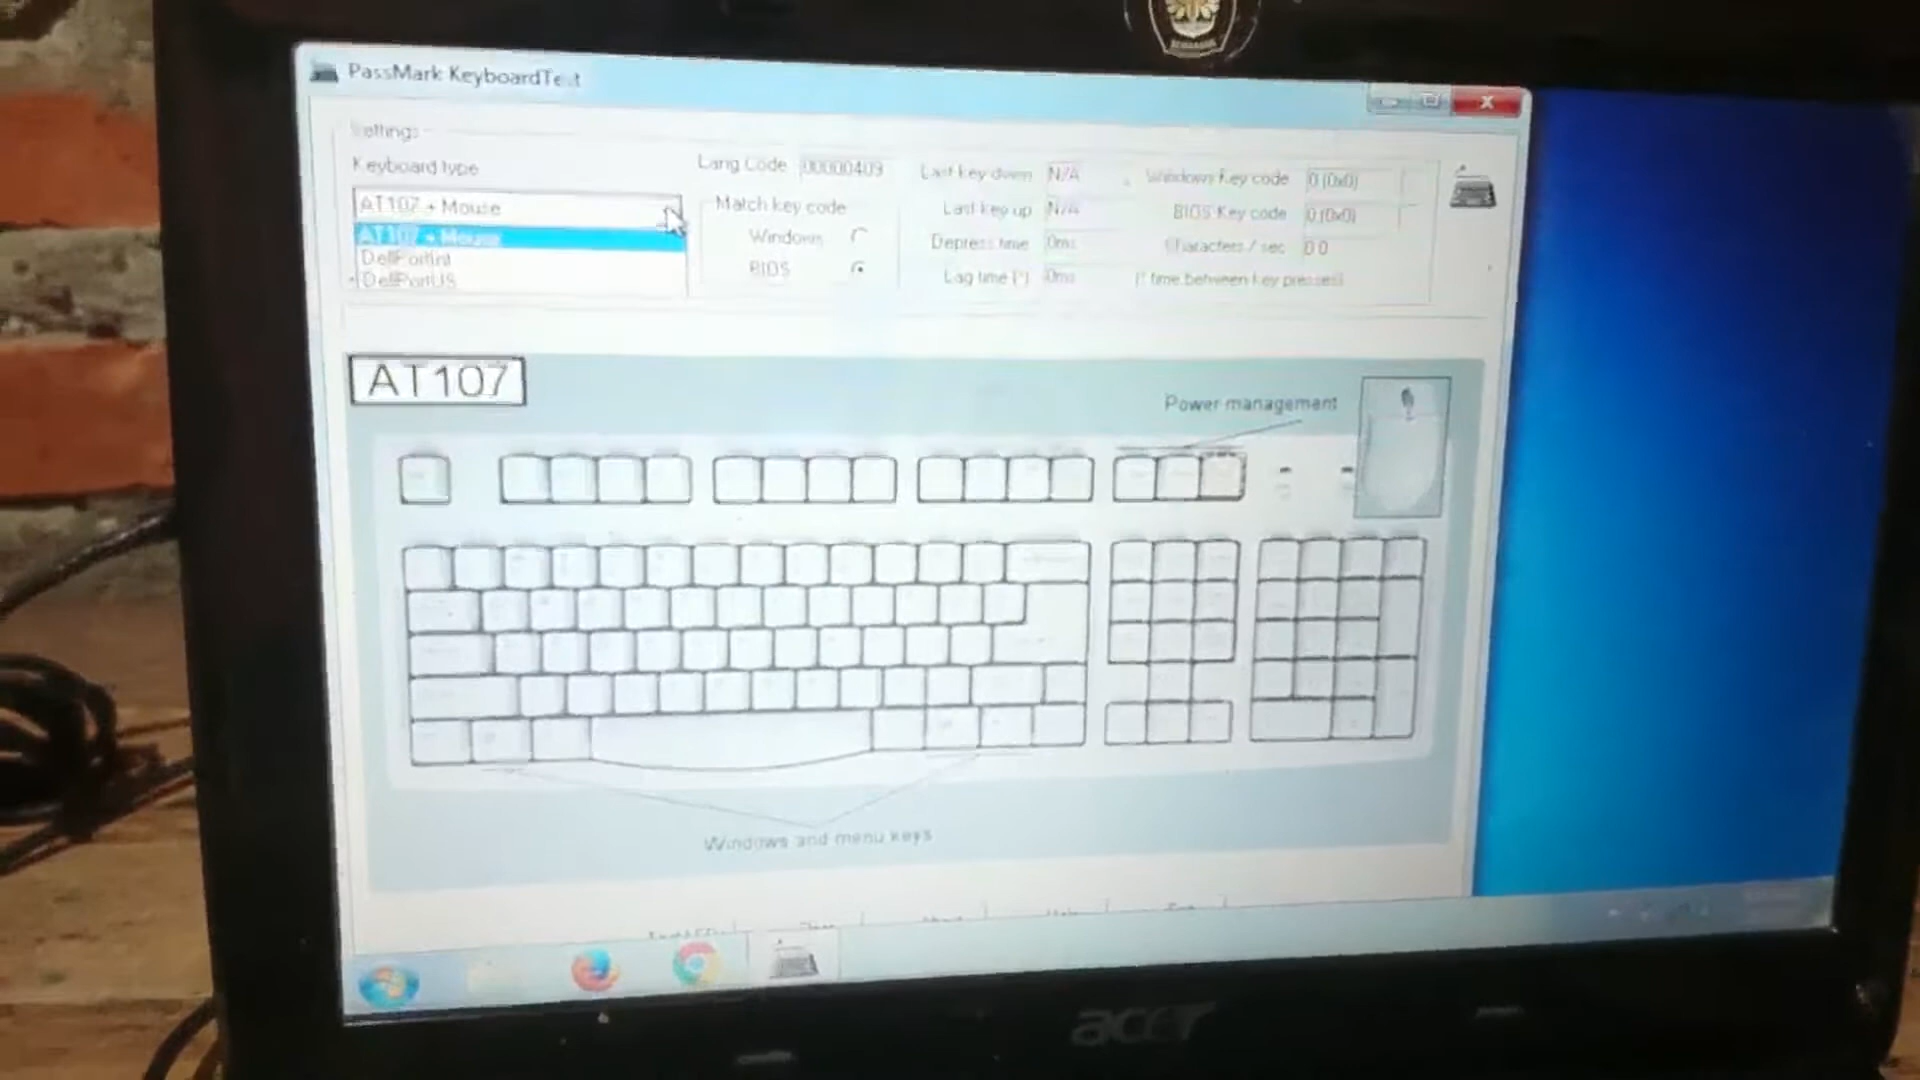 PassMark KeyboardTest
Settings
Keyboard type
AT107 + Mouse
AT107 + Mouse
DellPortInt
DellPortUS
Lang Code 00000409
Match key code
Windows
BIOS
Last key down N/A
Last key up N/A
Depress time 0ms
Lag time (*) 0ms
Windows Key code 0 (0x0)
BIOS Key code 0 (0x0)
Characters / sec 0.0
(* time between key presses)
AT107
Power management
Windows and menu keys
acer